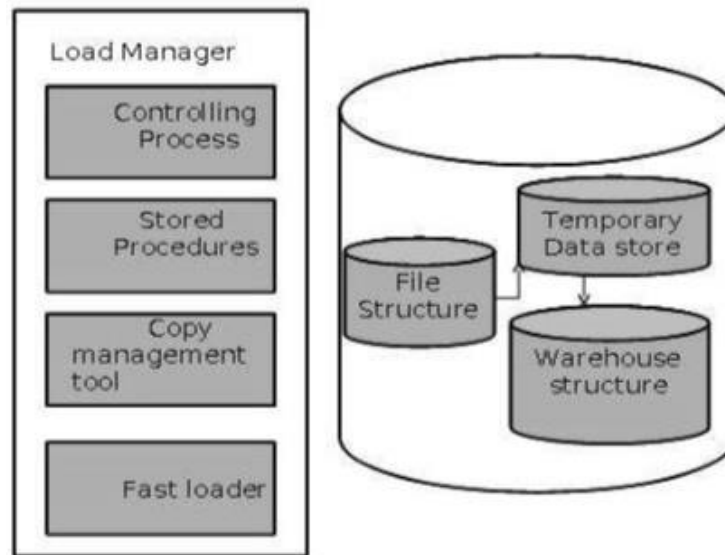 Load Manager
Controlling
Process
Stored
Procedures
Copy
management
tool
Fast loader
File
Structure
Temporary
Data store
Warehouse
structure